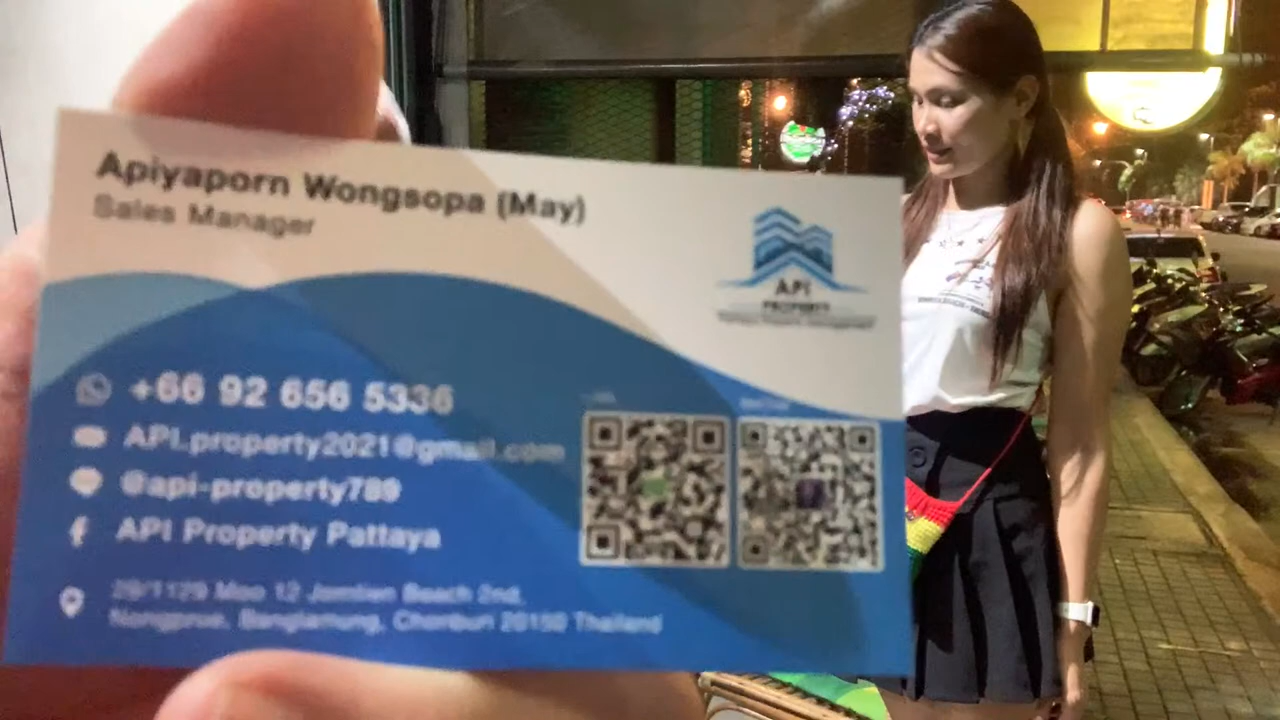 Apiyaporn Wongsopa (May)
Sales Manager
API
PROPERTY
+66 92 656 5336
API.property2021@gmail.com
@api-property789
API Property Pattaya
29/1129 Moo 12 Jomtien Beach 2nd,
Nongprue, Banglamung, Chonburi 20150 Thailand